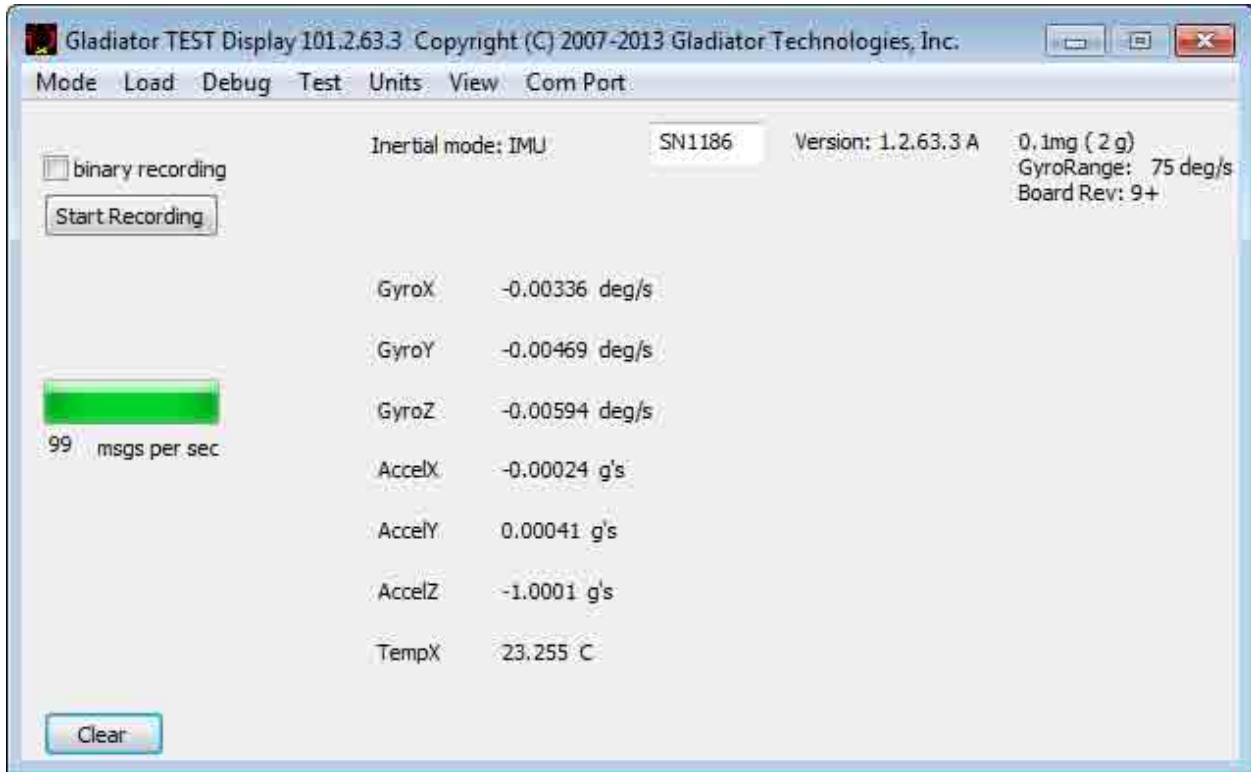 Gladiator TEST Display 101.2.63.3  Copyright (C) 2007-2013 Gladiator Technologies, Inc.
Mode Load Debug Test Units View Com Port
Inertial mode: IMU SN1186 Version: 1.2.63.3 A 0.1mg ( 2 g)
binary recording GyroRange: 75 deg/s
Board Rev: 9+
Start Recording
GyroX -0.00336 deg/s
GyroY -0.00469 deg/s
GyroZ -0.00594 deg/s
99 msgs per sec
AccelX -0.00024 g's
AccelY 0.00041 g's
AccelZ -1.0001 g's
TempX 23.255 C
Clear